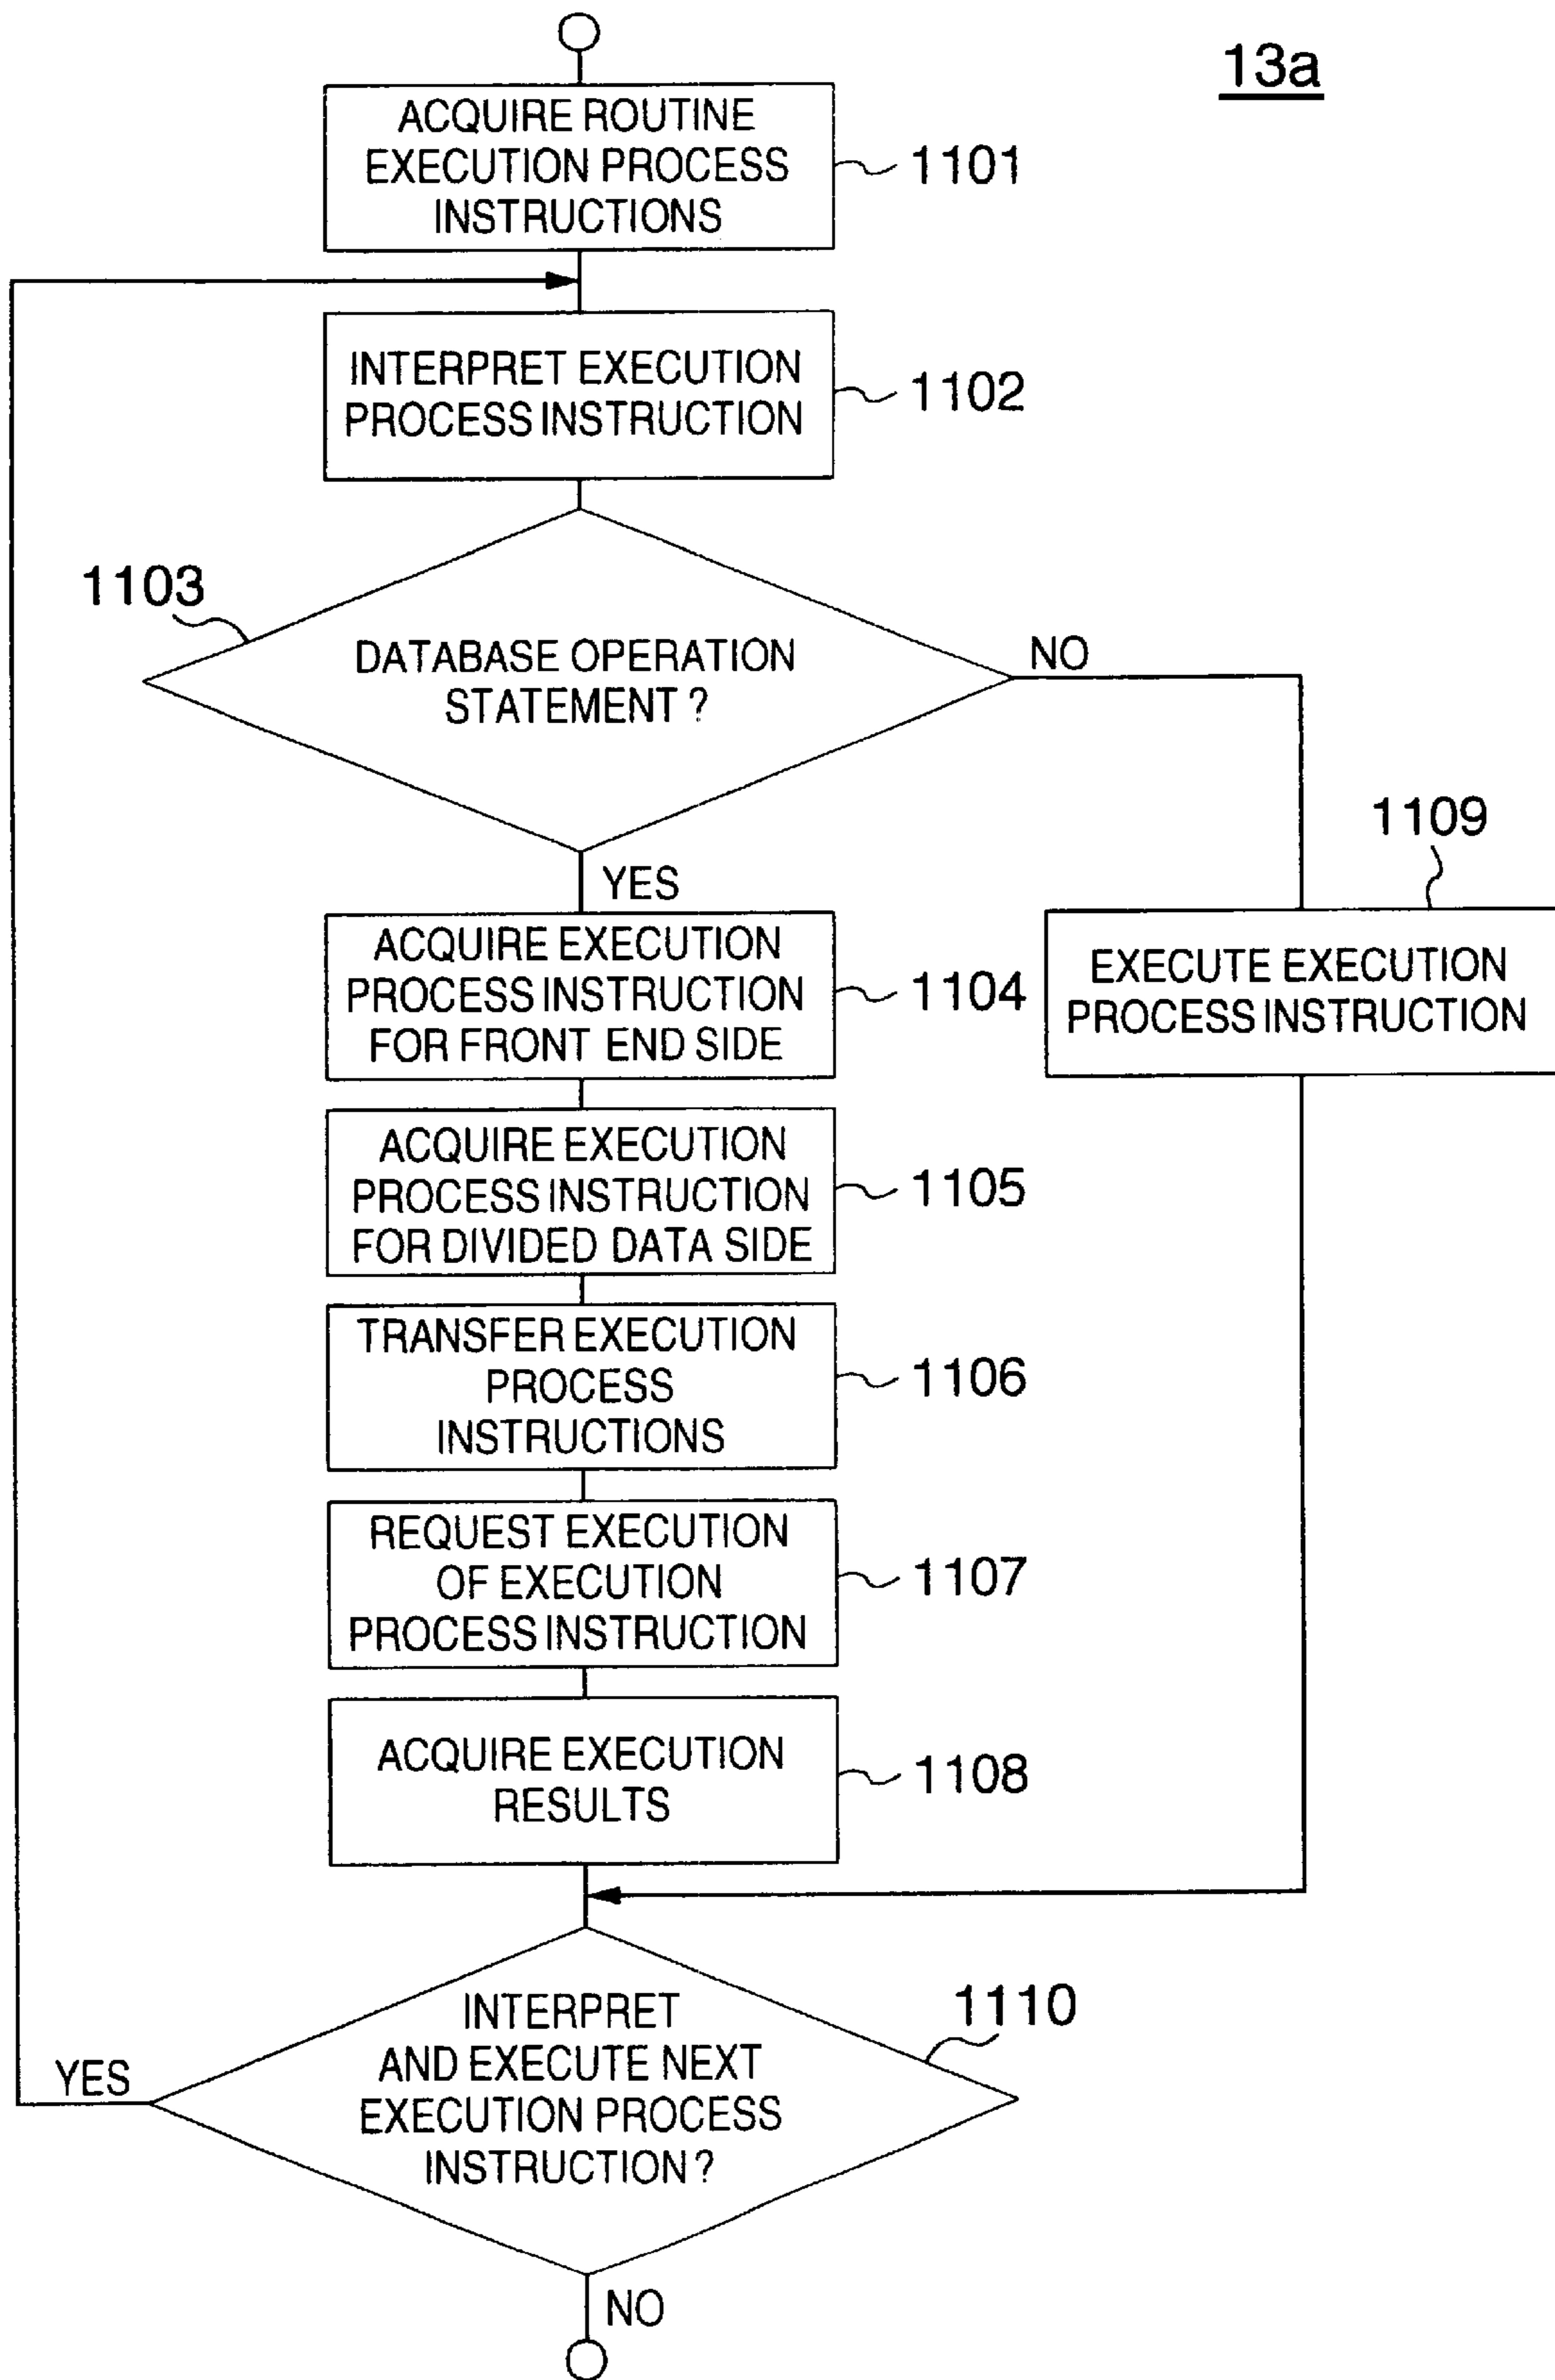 13a
ACQUIRE ROUTINE
EXECUTION PROCESS
INSTRUCTIONS
1101
INTERPRET EXECUTION
PROCESS INSTRUCTION
1102
1103
DATABASE OPERATION
STATEMENT ?
NO
YES
1109
ACQUIRE EXECUTION
PROCESS INSTRUCTION
FOR FRONT END SIDE
1104
EXECUTE EXECUTION
PROCESS INSTRUCTION
ACQUIRE EXECUTION
PROCESS INSTRUCTION
FOR DIVIDED DATA SIDE
1105
TRANSFER EXECUTION
PROCESS
INSTRUCTIONS
1106
REQUEST EXECUTION
OF EXECUTION
PROCESS INSTRUCTION
1107
ACQUIRE EXECUTION
RESULTS
1108
INTERPRET
AND EXECUTE NEXT
EXECUTION PROCESS
INSTRUCTION ?
1110
YES
NO